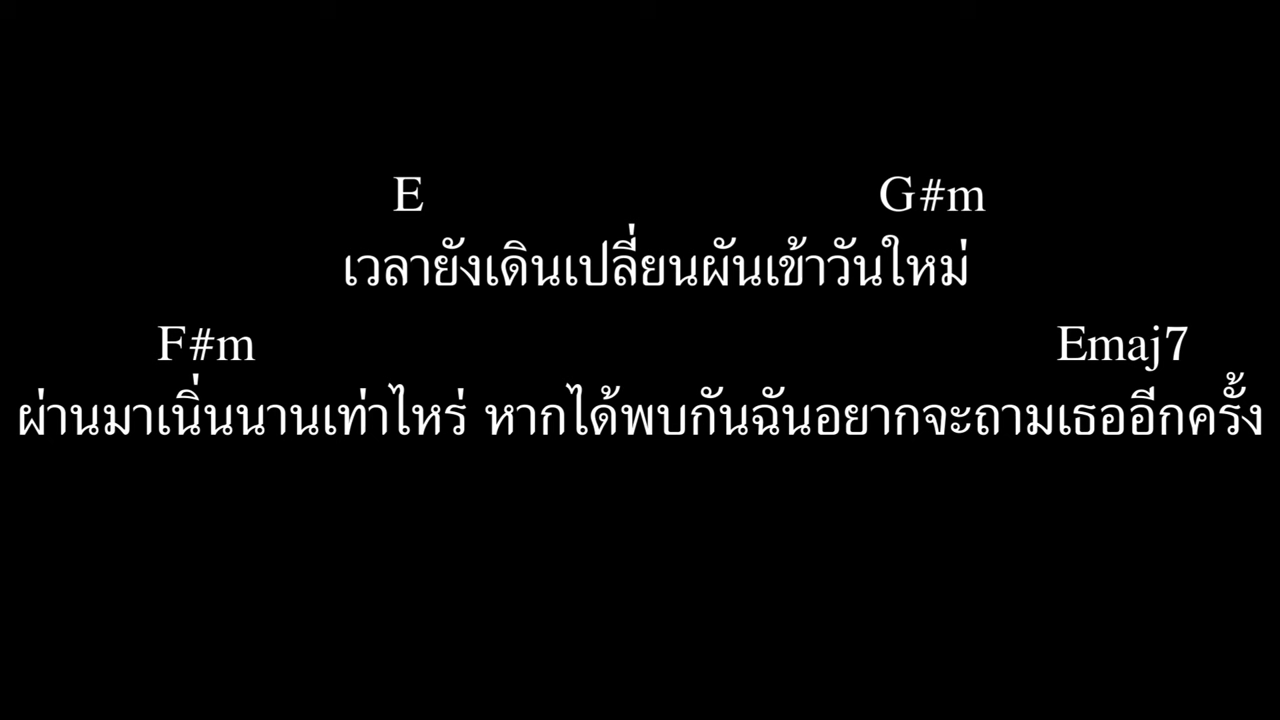 E G#m
เวลายังเดินเปลี่ยนผันเข้าวันใหม่
F#m Emaj7
ผ่านมาเนิ่นนานเท่าไหร่ หากได้พบกันฉันอยากจะถามเธออีกครั้ง